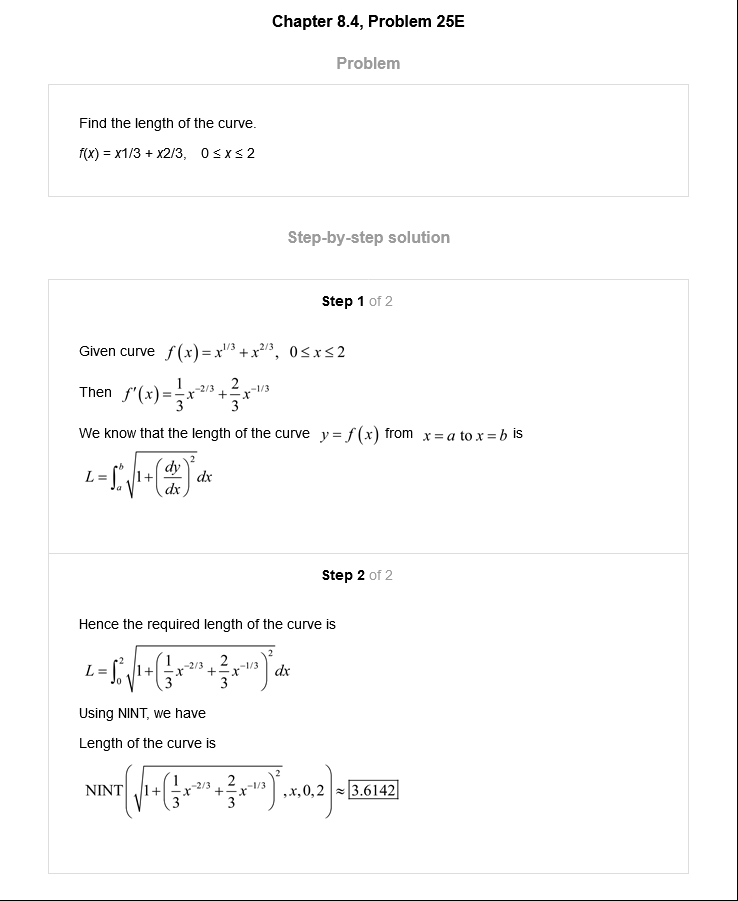 Chapter 8.4, Problem 25E
Problem
Find the length of the curve.
f(x) = x1/3 + x2/3, 0 ≤ x ≤ 2
Step-by-step solution
Step 1 of 2
Given curve f(x) = x^{1/3} + x^{2/3}, 0 ≤ x ≤ 2
Then f'(x) = \frac{1}{3}x^{-2/3} + \frac{2}{3}x^{-1/3}
We know that the length of the curve y = f(x) from x = a to x = b is
L = \int_a^b \sqrt{1+\left(\frac{dy}{dx}\right)^2} dx
Step 2 of 2
Hence the required length of the curve is
L = \int_0^2 \sqrt{1+\left(\frac{1}{3}x^{-2/3}+\frac{2}{3}x^{-1/3}\right)^2} dx
Using NINT, we have
Length of the curve is
NINT\left(\sqrt{1+\left(\frac{1}{3}x^{-2/3}+\frac{2}{3}x^{-1/3}\right)^2}, x, 0, 2\right) ≈ 3.6142